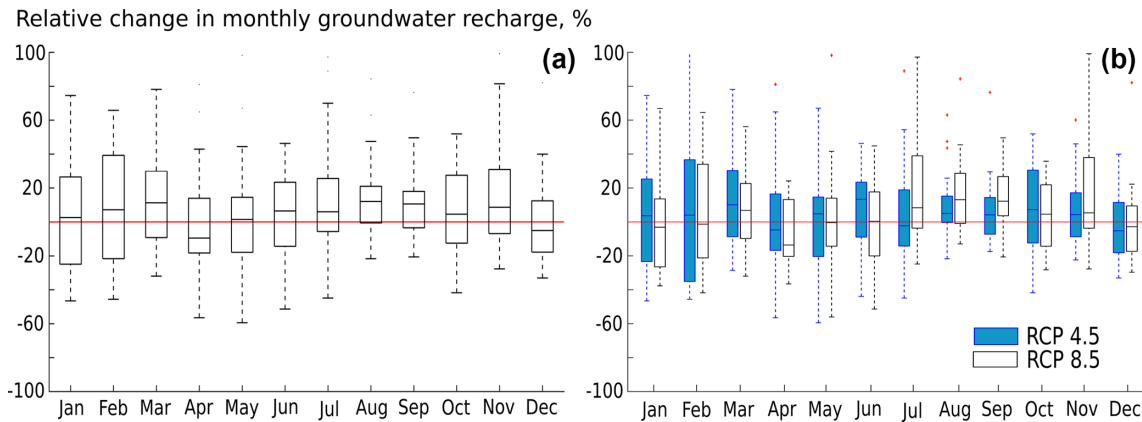 Relative change in monthly groundwater recharge, %
100
60
20
-20
-60
-100
(a)
Jan Feb Mar Apr May Jun Jul Aug Sep Oct Nov Dec
100
60
20
-20
-60
-100
(b)
RCP 4.5
RCP 8.5
Jan Feb Mar Apr May Jun Jul Aug Sep Oct Nov Dec